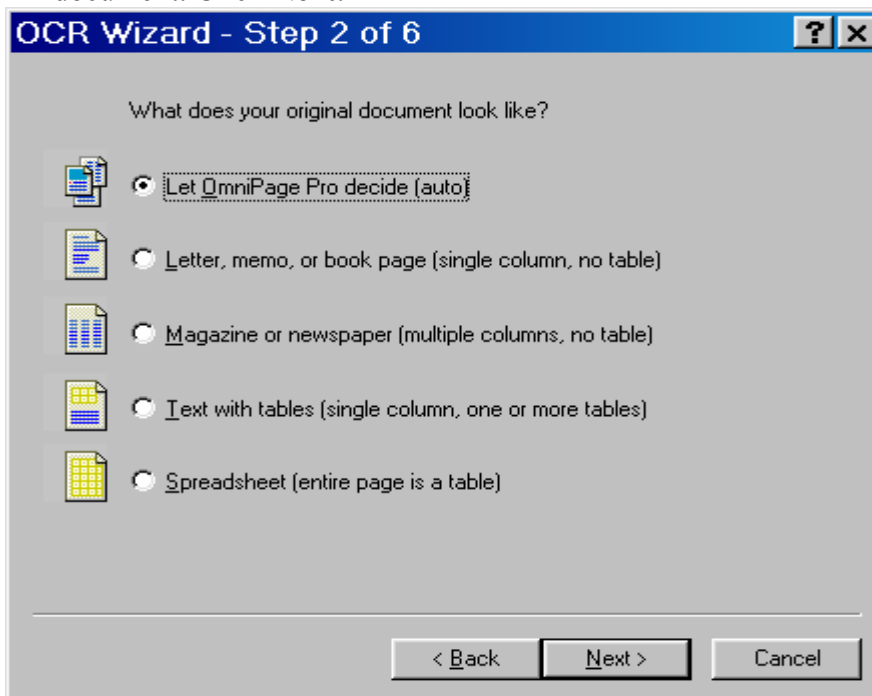 OCR Wizard - Step 2 of 6
What does your original document look like?
Let OmniPage Pro decide (auto)
Letter, memo, or book page (single column, no table)
Magazine or newspaper (multiple columns, no table)
Text with tables (single column, one or more tables)
Spreadsheet (entire page is a table)
< Back Next > Cancel